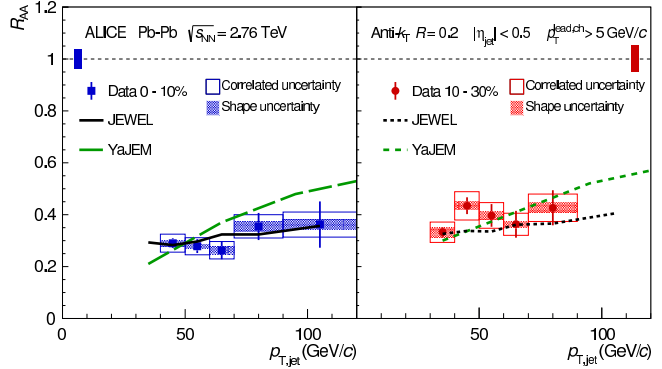 R_AA
ALICE Pb-Pb √s_NN = 2.76 TeV
Anti-k_T R = 0.2 |η_jet| < 0.5 p_T^lead,ch > 5 GeV/c
1.2
1
0.8
0.6
0.4
0.2
0
Data 0 - 10%
Correlated uncertainty
Shape uncertainty
JEWEL
YaJEM
Data 10 - 30%
Correlated uncertainty
Shape uncertainty
JEWEL
YaJEM
0 50 100
50 100
p_T,jet (GeV/c)
p_T,jet (GeV/c)